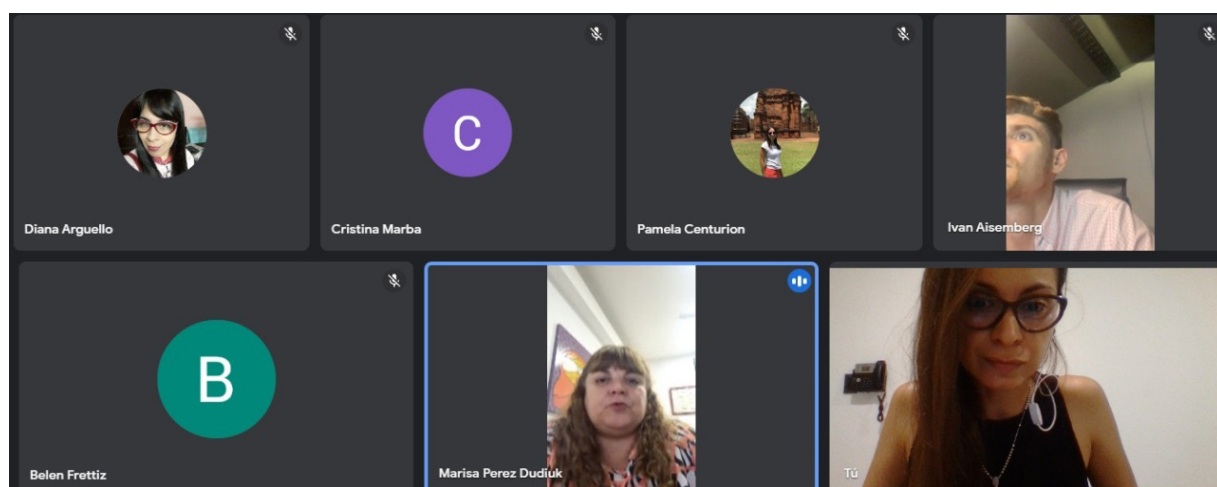 Diana Arguello
C
Cristina Marba
Pamela Centurion
Ivan Aisemberg
B
Belen Frettiz
Marisa Perez Dudiuk
Tú